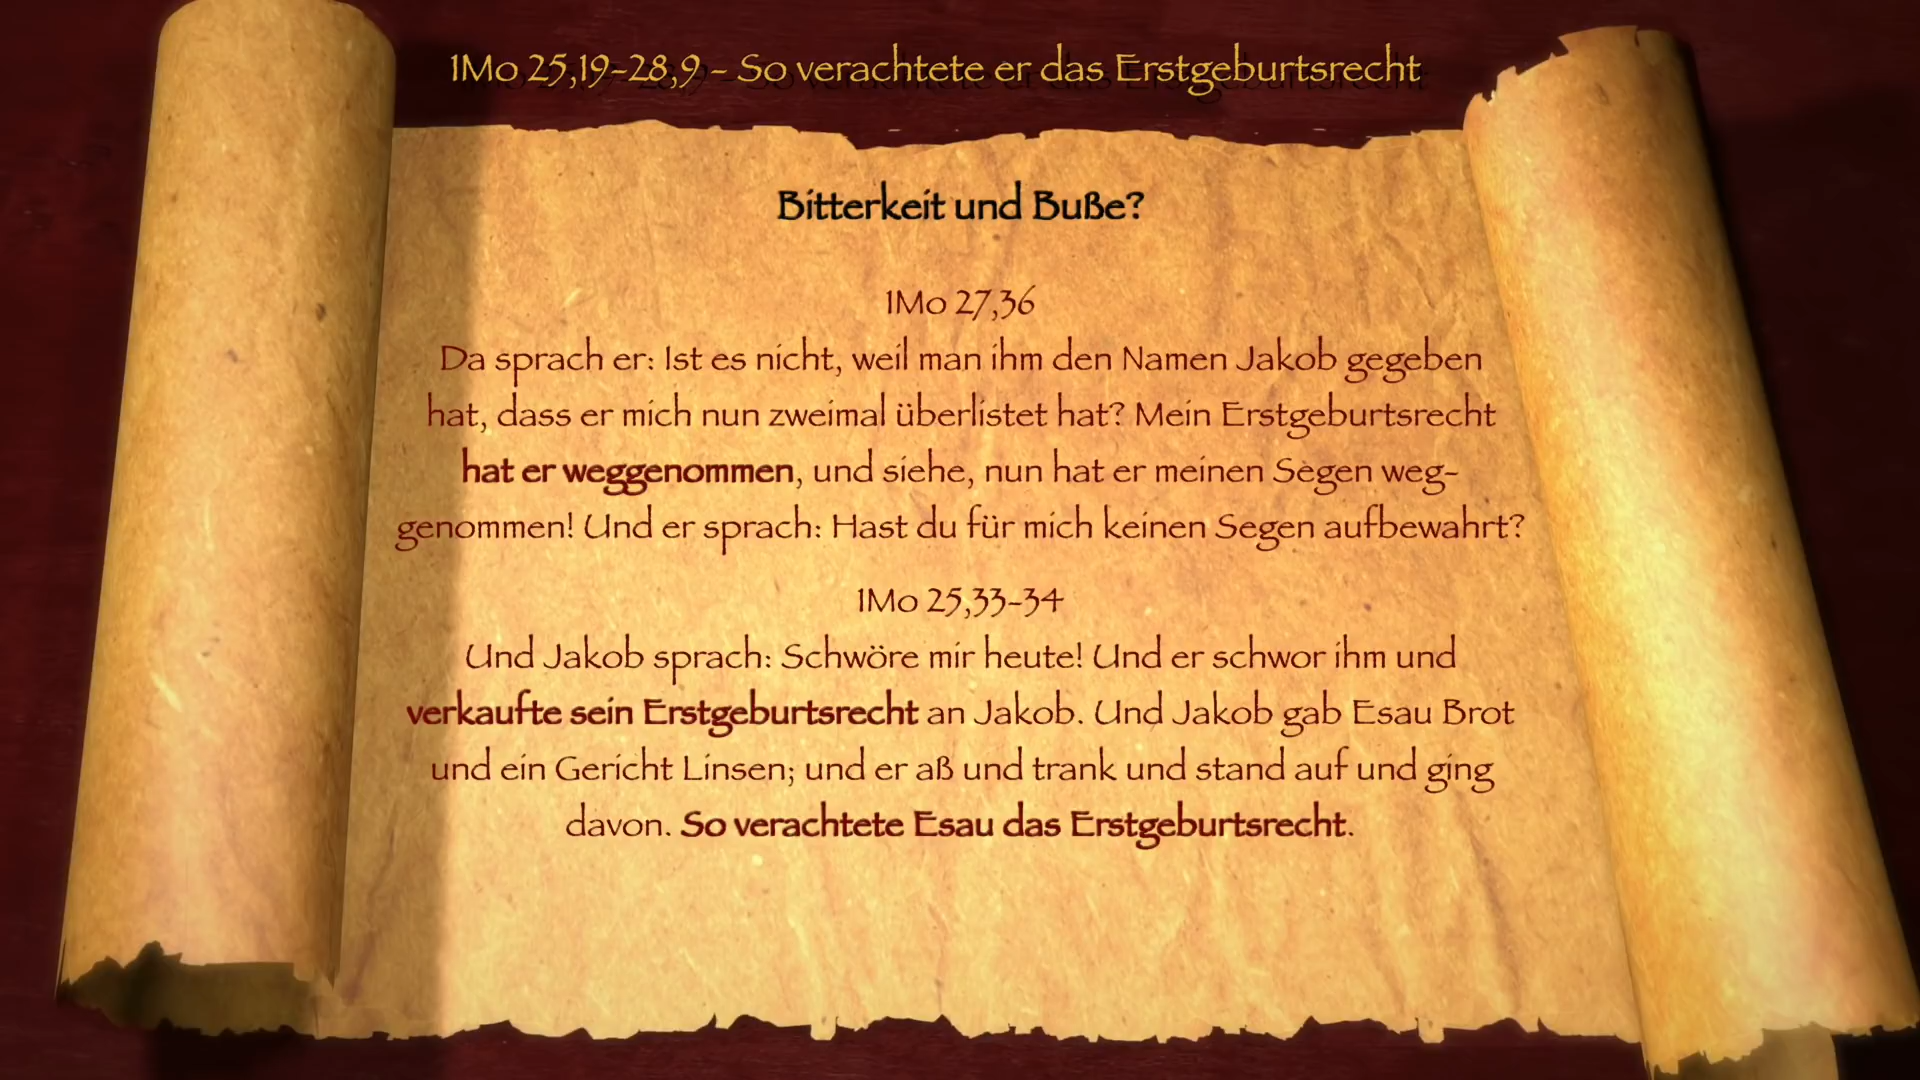 1Mo 25,19-28,9 - So verachtete er das Erstgeburtsrecht
Bitterkeit und Buße?
1Mo 27,36
Da sprach er: Ist es nicht, weil man ihm den Namen Jakob gegeben
hat, dass er mich nun zweimal überlistet hat? Mein Erstgeburtsrecht
hat er weggenommen, und siehe, nun hat er meinen Segen weg-
genommen! Und er sprach: Hast du für mich keinen Segen aufbewahrt?
1Mo 25,33-34
Und Jakob sprach: Schwöre mir heute! Und er schwor ihm und
verkaufte sein Erstgeburtsrecht an Jakob. Und Jakob gab Esau Brot
und ein Gericht Linsen; und er aß und trank und stand auf und ging
davon. So verachtete Esau das Erstgeburtsrecht.